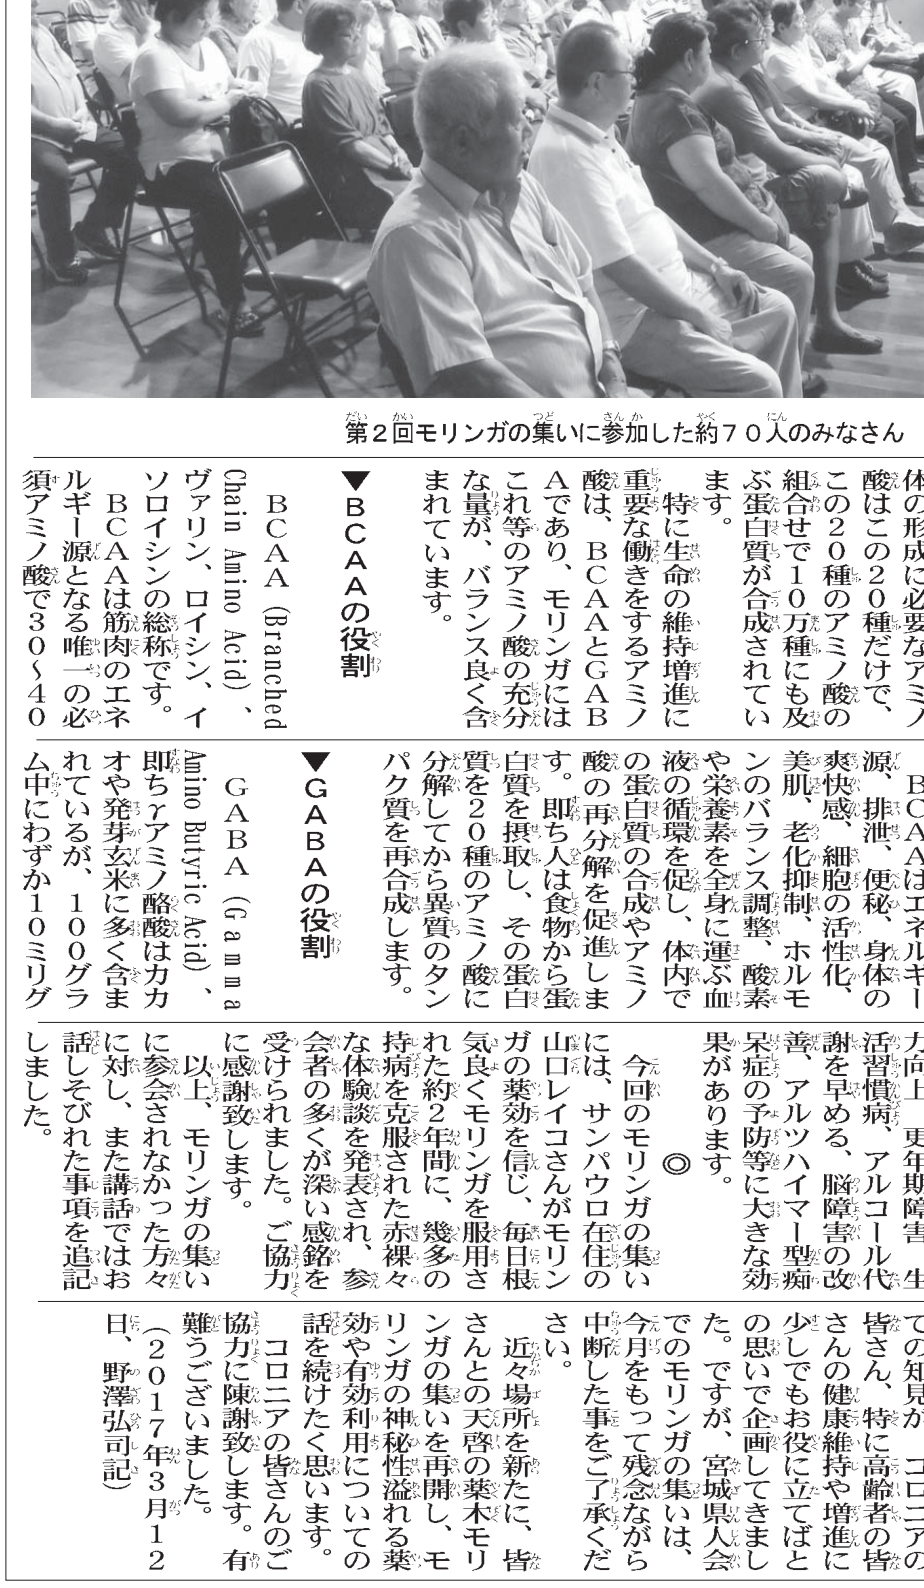 第２回モリンガの集いに参加した約７０人のみなさん
体の形成に必要なアミノ
酸はこの２０種だけで、
この２０種のアミノ酸の
組合せで１０万種にも及
ぶ蛋白質が合成されてい
ます。
特に生命の維持増進に
重要な働きをするアミノ
酸は、ＢＣＡＡとＧＡＢ
Ａであり、モリンガには
これ等のアミノ酸の充分
な量が、バランス良く含
まれています。
▼ＢＣＡＡの役割
ＢＣＡＡ（Branched
Chain Amino Acid）、
ヴァリン、ロイシン、イ
ソロイシンの総称です。
ＢＣＡＡは筋肉のエネ
ルギー源となる唯一の必
須アミノ酸で３０～４０
ＢＣＡＡはエネルギー
源、排泄、便秘、身体の
爽快感、細胞の活性化、
美肌、老化抑制、ホルモ
ンのバランス調整、酸素
や栄養素を全身に運ぶ血
液の循環を促し、体内で
の蛋白質の合成やアミノ
酸の再分解を促進しま
す。即ち人は食物から蛋
白質を摂取し、その蛋白
質を２０種のアミノ酸に
分解してから異質のタン
パク質を再合成します。
▼ＧＡＢＡの役割
ＧＡＢＡ（Ｇａｍｍａ
Amino Butyric Acid）、
即ちγアミノ酪酸はカカ
オや発芽玄米に多く含ま
れているが、１００グラ
ム中にわずか１０ミリグ
力向上、更年期障害、生
活習慣病、アルコール代
謝を早める、脳障害の改
善、アルツハイマー型痴
呆症の予防等に大きな効
果があります。
◎
今回のモリンガの集い
には、サンパウロ在住の
山口レイコさんがモリン
ガの薬効を信じ、毎日根
気良くモリンガを服用さ
れた約２年間に、幾多の
持病を克服された赤裸々
な体験談を発表され、参
会者の多くが深い感銘を
受けられました。ご協力
に感謝致します。
以上、モリンガの集い
に参会されなかった方々
に対し、また講話ではお
話しそびれた事項を追記
しました。
ての知見が、コロニアの
皆さん、特に高齢者の皆
さんの健康維持や増進に
少しでもお役に立てばと
の思いで企画してきまし
た。ですが、宮城県人会
でのモリンガの集いは、
今月をもって残念ながら
中断した事をご了承くだ
さい。
近々場所を新たに、皆
さんとの天啓の薬木モリ
ンガの集いを再開し、モ
リンガの神秘性溢れる薬
効や有効利用についての
話を続けたく思います。
コロニアの皆さんのご
協力に陳謝致します。有
難うございました。
（２０１７年３月１２
日、野澤弘司記）